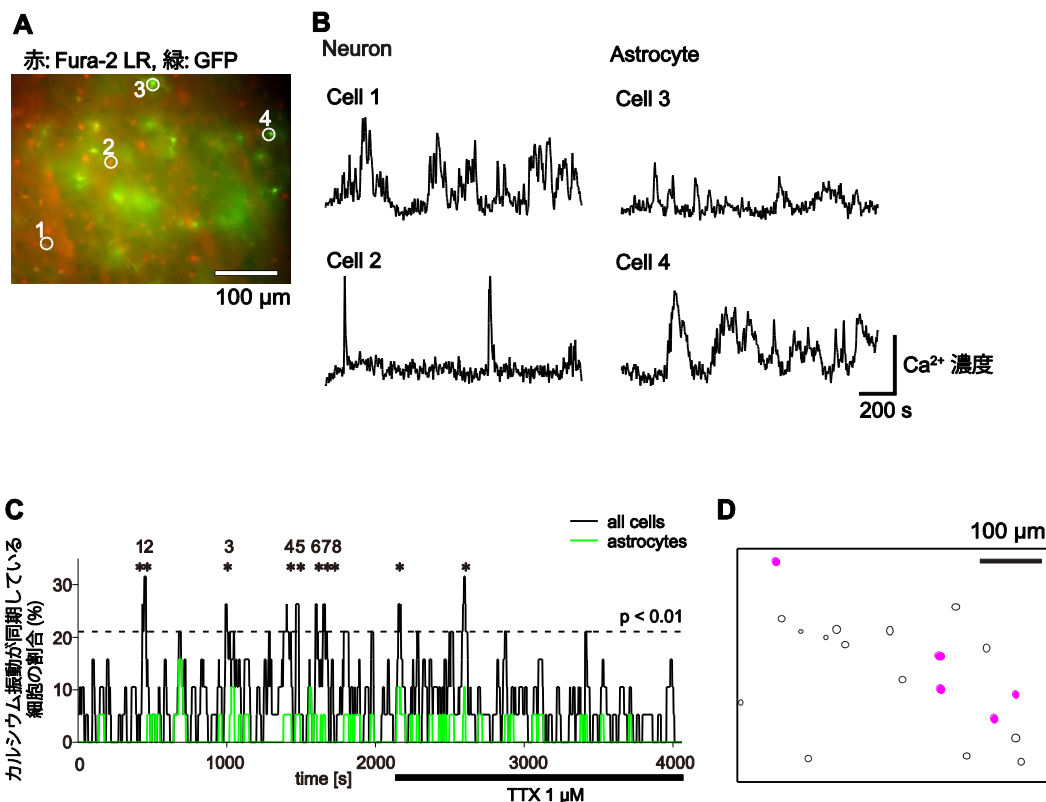 A
赤: Fura-2 LR, 緑: GFP
1
2
3
4
100 µm
B
Neuron
Astrocyte
Cell 1
Cell 3
Cell 2
Cell 4
Ca²⁺ 濃度
200 s
C
all cells
astrocytes
カルシウム振動が同期している
細胞の割合 (%)
12 3 45 678
** * ** *** * *
p < 0.01
30
20
10
0
0 1000 2000 3000 4000
time [s]
TTX 1 µM
D
100 µm